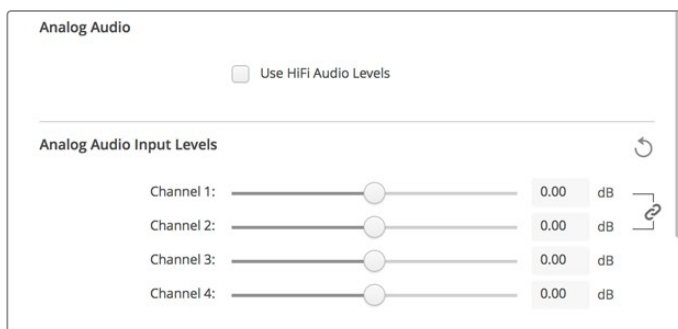 Analog Audio
Use HiFi Audio Levels
Analog Audio Input Levels
Channel 1: 0.00 dB
Channel 2: 0.00 dB
Channel 3: 0.00 dB
Channel 4: 0.00 dB